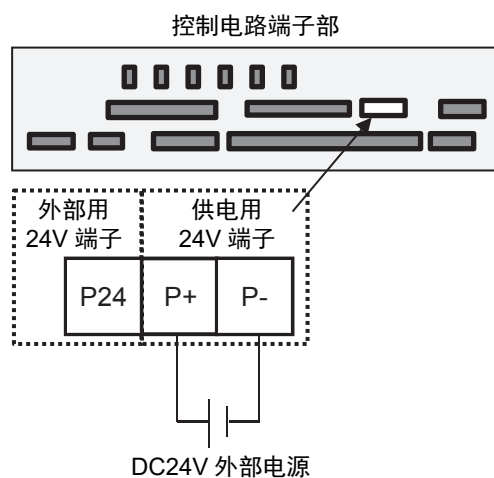 控制电路端子部
外部用
24V 端子
供电用
24V 端子
P24
P+
P-
DC24V 外部电源